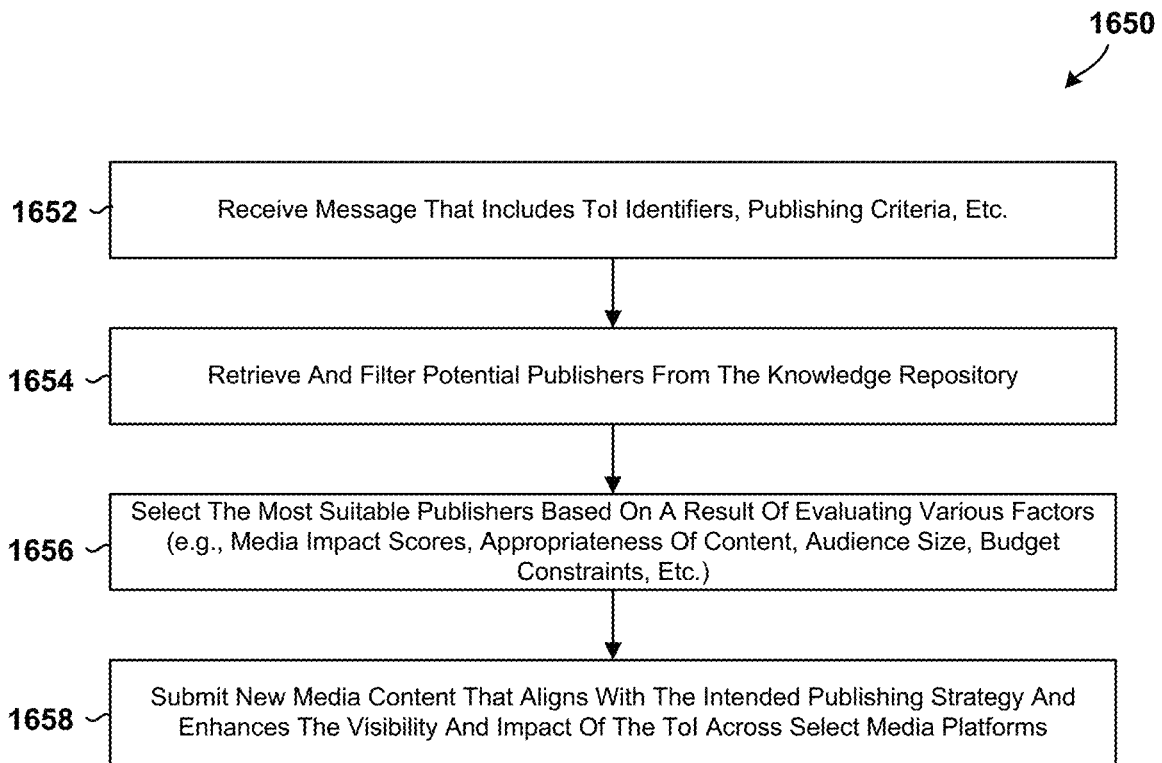 1650
1652
Receive Message That Includes ToI Identifiers, Publishing Criteria, Etc.
1654
Retrieve And Filter Potential Publishers From The Knowledge Repository
1656
Select The Most Suitable Publishers Based On A Result Of Evaluating Various Factors
(e.g., Media Impact Scores, Appropriateness Of Content, Audience Size, Budget
Constraints, Etc.)
1658
Submit New Media Content That Aligns With The Intended Publishing Strategy And
Enhances The Visibility And Impact Of The ToI Across Select Media Platforms